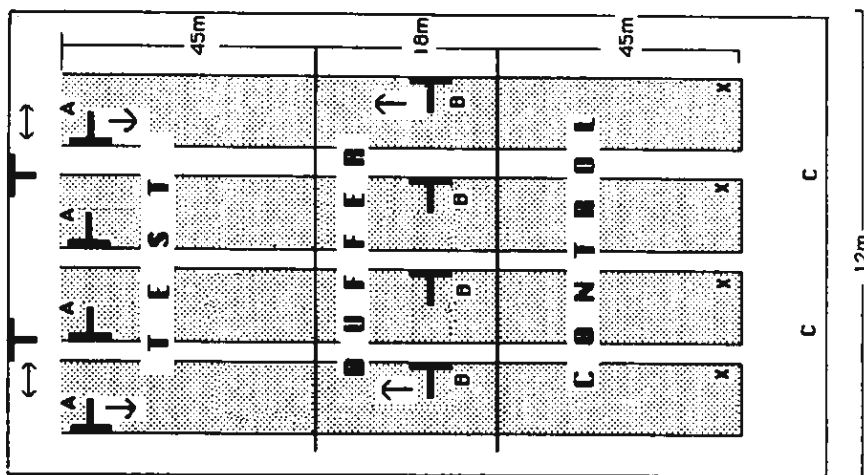 45m 18m 45m
A A A A
TEST
BUFFER
B B B B
CONTROL
X X X X
C C
12m